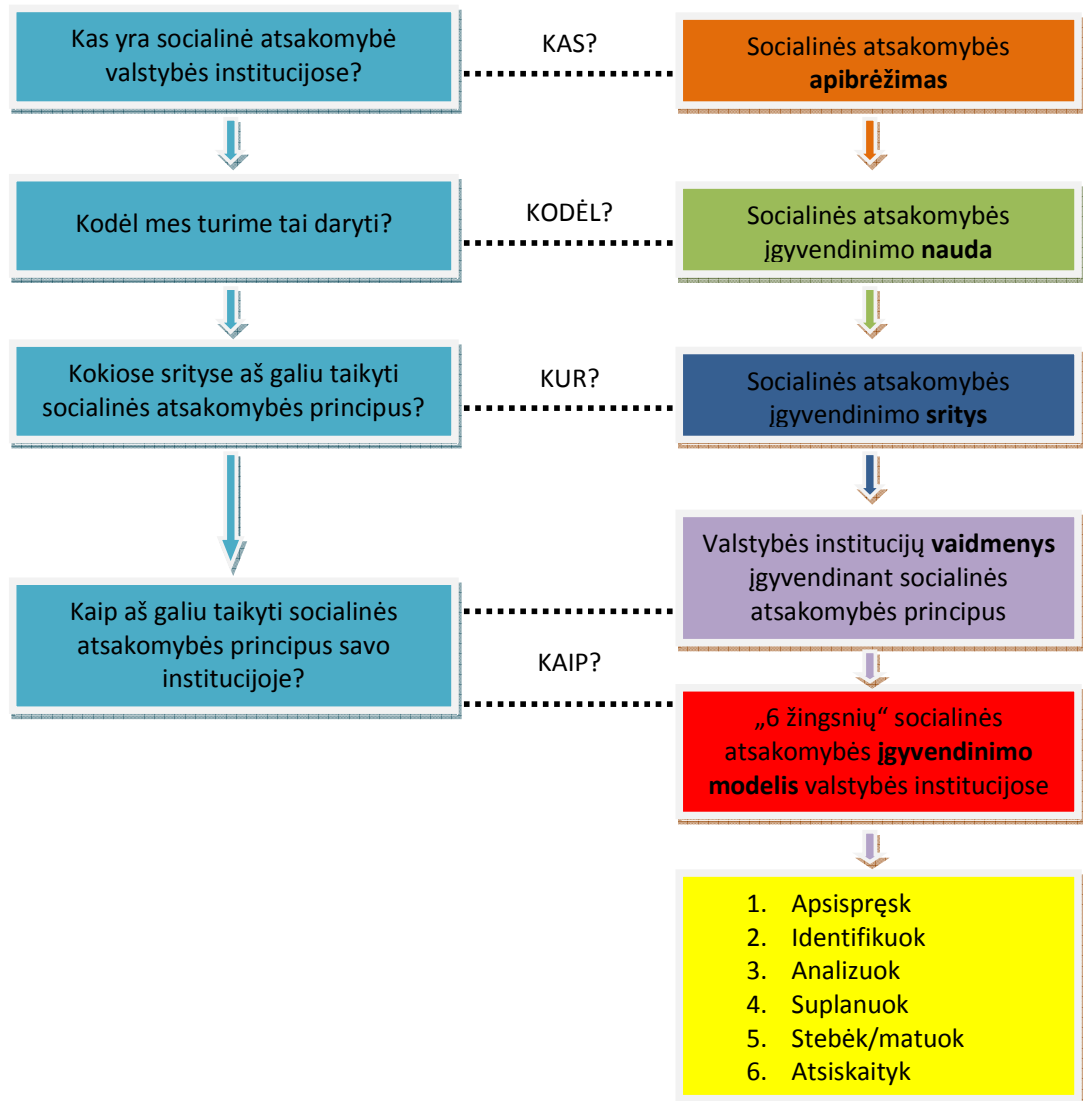 Kas yra socialinė atsakomybė
valstybės institucijose?
KAS?
Socialinės atsakomybės
apibrėžimas
Kodėl mes turime tai daryti?
KODĖL?
Socialinės atsakomybės
įgyvendinimo nauda
Kokiose srityse aš galiu taikyti
socialinės atsakomybės principus?
KUR?
Socialinės atsakomybės
įgyvendinimo sritys
Valstybės institucijų vaidmenys
įgyvendinant socialinės
atsakomybės principus
Kaip aš galiu taikyti socialinės
atsakomybės principus savo
institucijoje?
KAIP?
„6 žingsnių“ socialinės
atsakomybės įgyvendinimo
modelis valstybės institucijose
1. Apsispręsk
2. Identifikuok
3. Analizuok
4. Suplanuok
5. Stebėk/matuok
6. Atsiskaityk